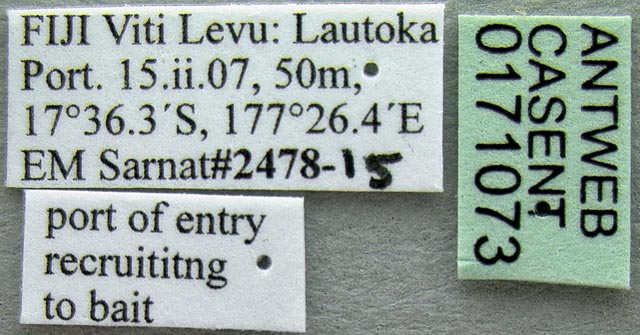 FIJI Viti Levu: Lautoka
Port. 15.ii.07, 50m,
17°36.3´S, 177°26.4´E
EM Sarnat#2478-15
port of entry
recruititng
to bait
ANTWEB
CASENT
0171073